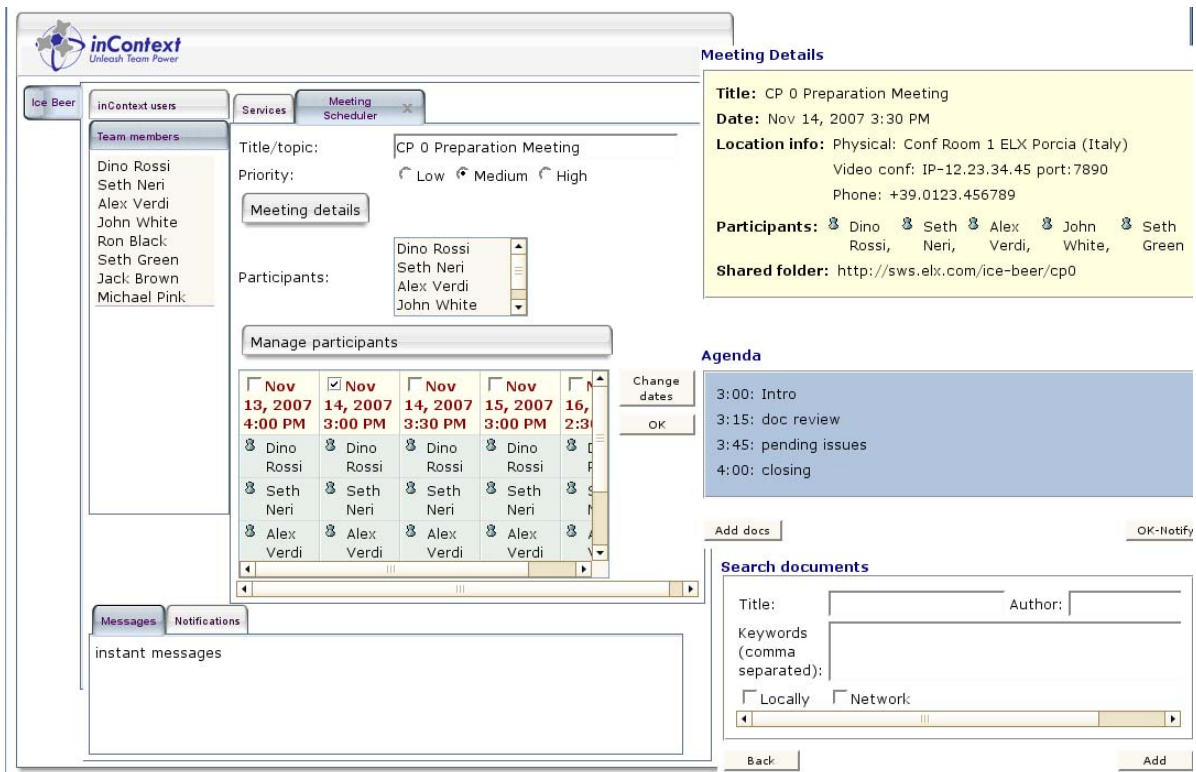 inContext
Unleash Team Power
Ice Beer
inContext users
Team members
Dino Rossi
Seth Neri
Alex Verdi
John White
Ron Black
Seth Green
Jack Brown
Michael Pink
Services
Meeting
Scheduler
Title/topic: CP 0 Preparation Meeting
Priority: Low Medium High
Meeting details
Participants:
Dino Rossi
Seth Neri
Alex Verdi
John White
Manage participants
Nov Nov Nov Nov
13, 2007 14, 2007 14, 2007 15, 2007 16,
4:00 PM 3:00 PM 3:30 PM 3:00 PM
Dino Dino Dino Dino
Rossi Rossi Rossi Rossi
Seth Seth Seth Seth
Neri Neri Neri Neri
Alex Alex Alex Alex
Verdi Verdi Verdi Verdi
Change
dates
OK
Messages Notifications
instant messages
Meeting Details
Title: CP 0 Preparation Meeting
Date: Nov 14, 2007 3:30 PM
Location info: Physical: Conf Room 1 ELX Porcia (Italy)
Video conf: IP-12.23.34.45 port:7890
Phone: +39.0123.456789
Participants: Dino Seth Alex John Seth
Rossi, Neri, Verdi, White, Green
Shared folder: http://sws.elx.com/ice-beer/cp0
Agenda
3:00: Intro
3:15: doc review
3:45: pending issues
4:00: closing
Add docs OK-Notify
Search documents
Title: Author:
Keywords
(comma
separated):
Locally Network
Back Add